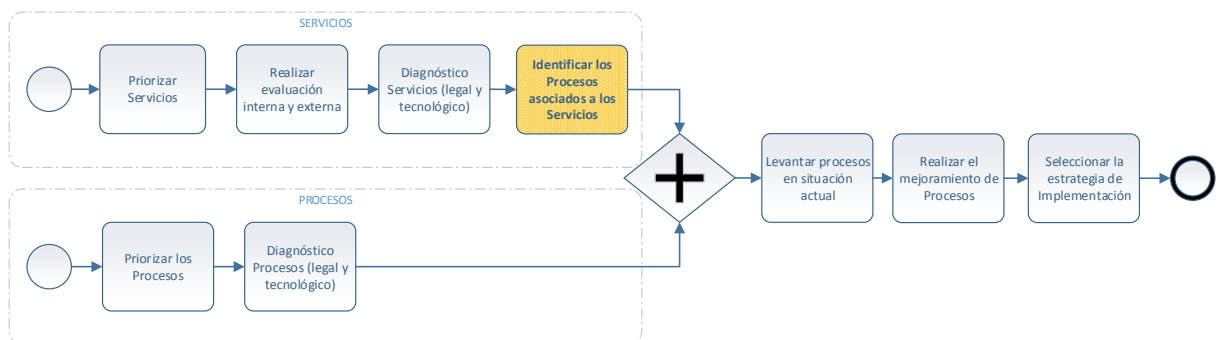 SERVICIOS
Priorizar
Servicios
Realizar
evaluación
interna y externa
Diagnóstico
Servicios (legal y
tecnológico)
Identificar los
Procesos
asociados a los
Servicios
Levantar procesos
en situación
actual
Realizar el
mejoramiento de
Procesos
Seleccionar la
estrategia de
Implementación
PROCESOS
Priorizar los
Procesos
Diagnóstico
Procesos (legal y
tecnológico)